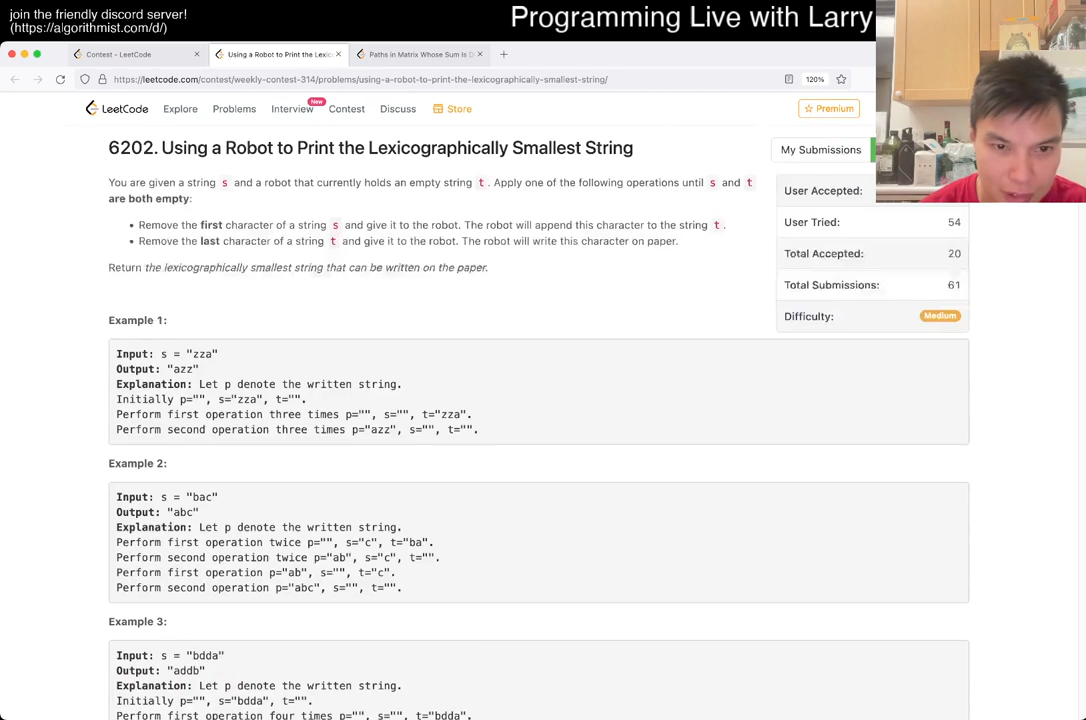 join the friendly discord server!
(https://algorithmist.com/d/)
Programming Live with Larry
Contest - LeetCode
Using a Robot to Print the Lexic
Paths in Matrix Whose Sum Is D
https://leetcode.com/contest/weekly-contest-314/problems/using-a-robot-to-print-the-lexicographically-smallest-string/
120%
LeetCode Explore Problems Interview New Contest Discuss Store
Premium
6202. Using a Robot to Print the Lexicographically Smallest String
My Submissions
You are given a string s and a robot that currently holds an empty string t. Apply one of the following operations until s and t
are both empty:
• Remove the first character of a string s and give it to the robot. The robot will append this character to the string t.
• Remove the last character of a string t and give it to the robot. The robot will write this character on paper.
Return the lexicographically smallest string that can be written on the paper.
User Accepted:
User Tried: 54
Total Accepted: 20
Total Submissions: 61
Difficulty: Medium
Example 1:
Input: s = "zza"
Output: "azz"
Explanation: Let p denote the written string.
Initially p="", s="zza", t="".
Perform first operation three times p="", s="", t="zza".
Perform second operation three times p="azz", s="", t="".
Example 2:
Input: s = "bac"
Output: "abc"
Explanation: Let p denote the written string.
Perform first operation twice p="", s="c", t="ba".
Perform second operation twice p="ab", s="c", t="".
Perform first operation p="ab", s="", t="c".
Perform second operation p="abc", s="", t="".
Example 3:
Input: s = "bdda"
Output: "addb"
Explanation: Let p denote the written string.
Initially p="", s="bdda", t="".
Perform first operation four times p="", s="", t="bdda".